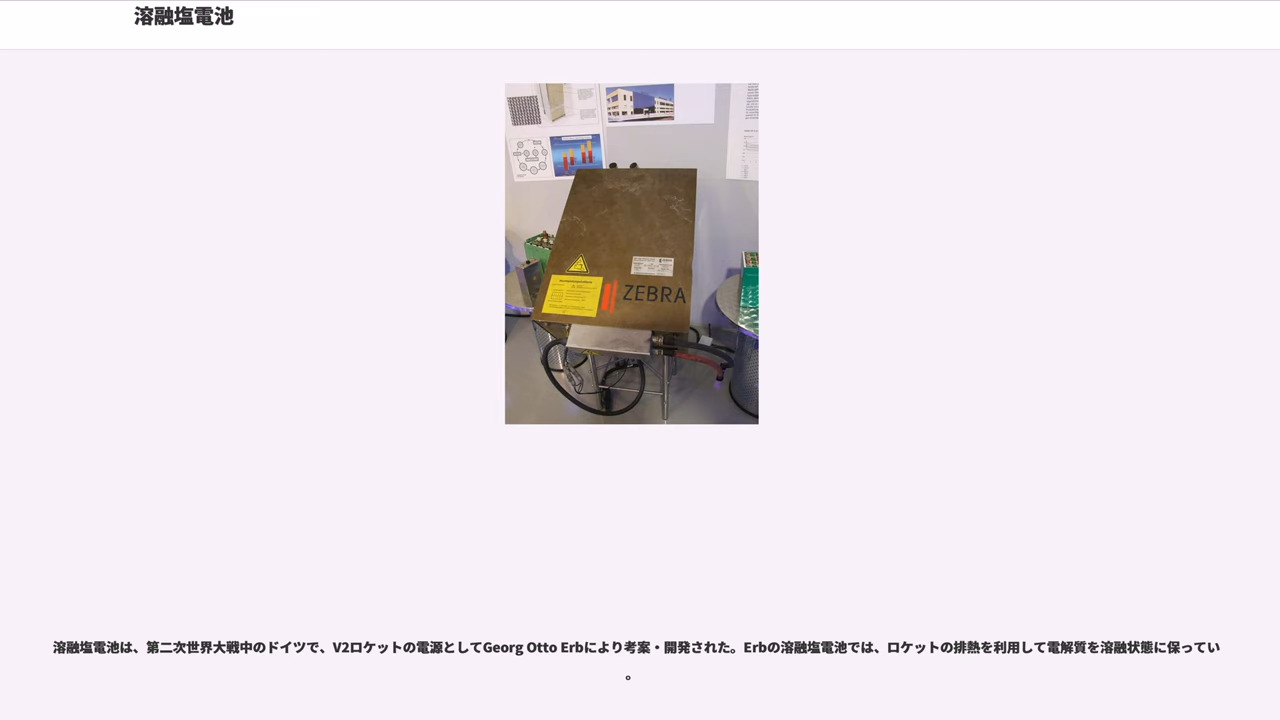 溶融塩電池
ZEBRA
溶融塩電池は、第二次世界大戦中のドイツで、V2ロケットの電源としてGeorg Otto Erbにより考案・開発された。Erbの溶融塩電池では、ロケットの排熱を利用して電解質を溶融状態に保ってい
。